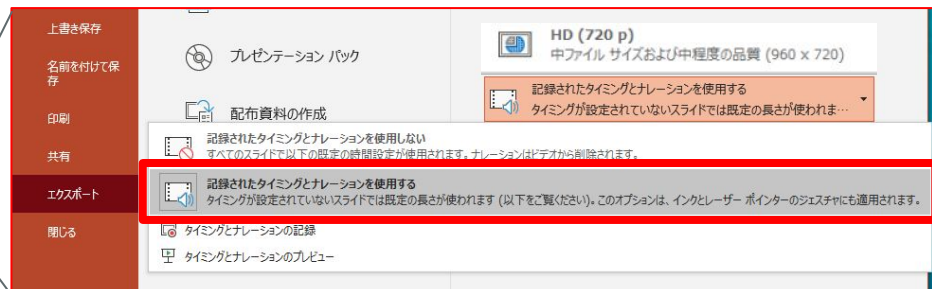 上書き保存
名前を付けて保
存
印刷
共有
エクスポート
閉じる
プレゼンテーション パック
配布資料の作成
HD (720 p)
中ファイル サイズおよび中程度の品質 (960 x 720)
記録されたタイミングとナレーションを使用する
タイミングが設定されていないスライドでは既定の長さが使われま…
記録されたタイミングとナレーションを使用しない
すべてのスライドで以下の既定の時間設定が使用されます。ナレーションはビデオから削除されます。
記録されたタイミングとナレーションを使用する
タイミングが設定されていないスライドでは既定の長さが使われます (以下をご覧ください)。このオプションは、インクとレーザー ポインターのジェスチャにも適用されます。
タイミングとナレーションの記録
タイミングとナレーションのプレビュー